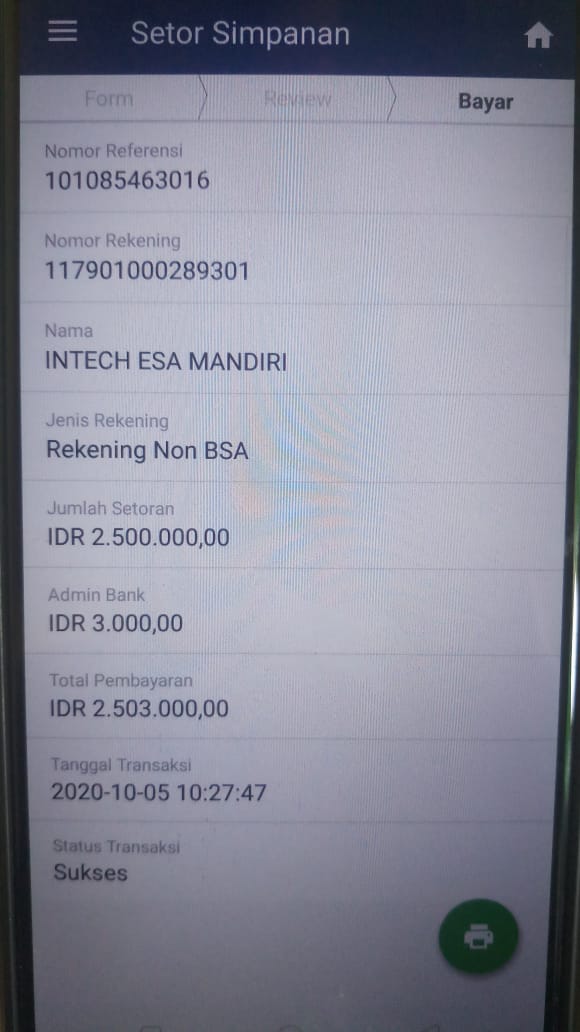 Setor Simpanan
Form Review Bayar
Nomor Referensi
101085463016
Nomor Rekening
117901000289301
Nama
INTECH ESA MANDIRI
Jenis Rekening
Rekening Non BSA
Jumlah Setoran
IDR 2.500.000,00
Admin Bank
IDR 3.000,00
Total Pembayaran
IDR 2.503.000,00
Tanggal Transaksi
2020-10-05 10:27:47
Status Transaksi
Sukses